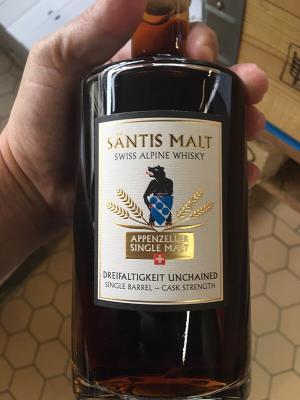 SÄNTIS MALT
SWISS ALPINE WHISKY
APPENZELLER
SINGLE MALT
DREIFALTIGKEIT UNCHAINED
SINGLE BARREL – CASK STRENGTH